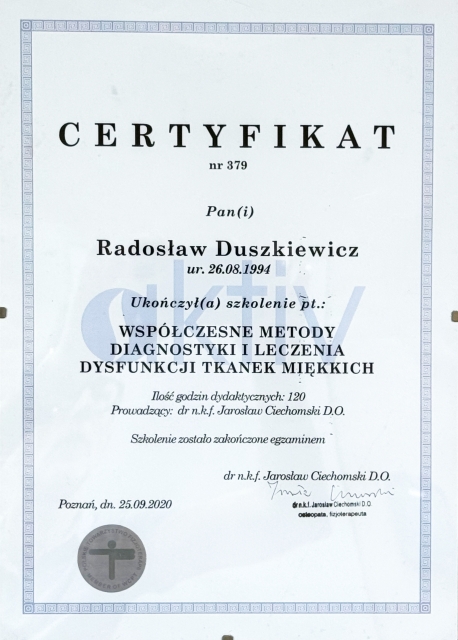 CERTYFIKAT
nr 379
Pan(i)
Radosław Duszkiewicz
ur. 26.08.1994
aktiv
Ukończył(a) szkolenie pt.:
WSPÓŁCZESNE METODY
DIAGNOSTYKI I LECZENIA
DYSFUNKCJI TKANEK MIĘKKICH
Ilość godzin dydaktycznych: 120
Prowadzący: dr n.k.f. Jarosław Ciechomski D.O.
Szkolenie zostało zakończone egzaminem
dr n.k.f. Jarosław Ciechomski D.O.
dr n.k.f. Jarosław Ciechomski D.O.
osteopata, fizjoterapeuta
Poznań, dn. 25.09.2020